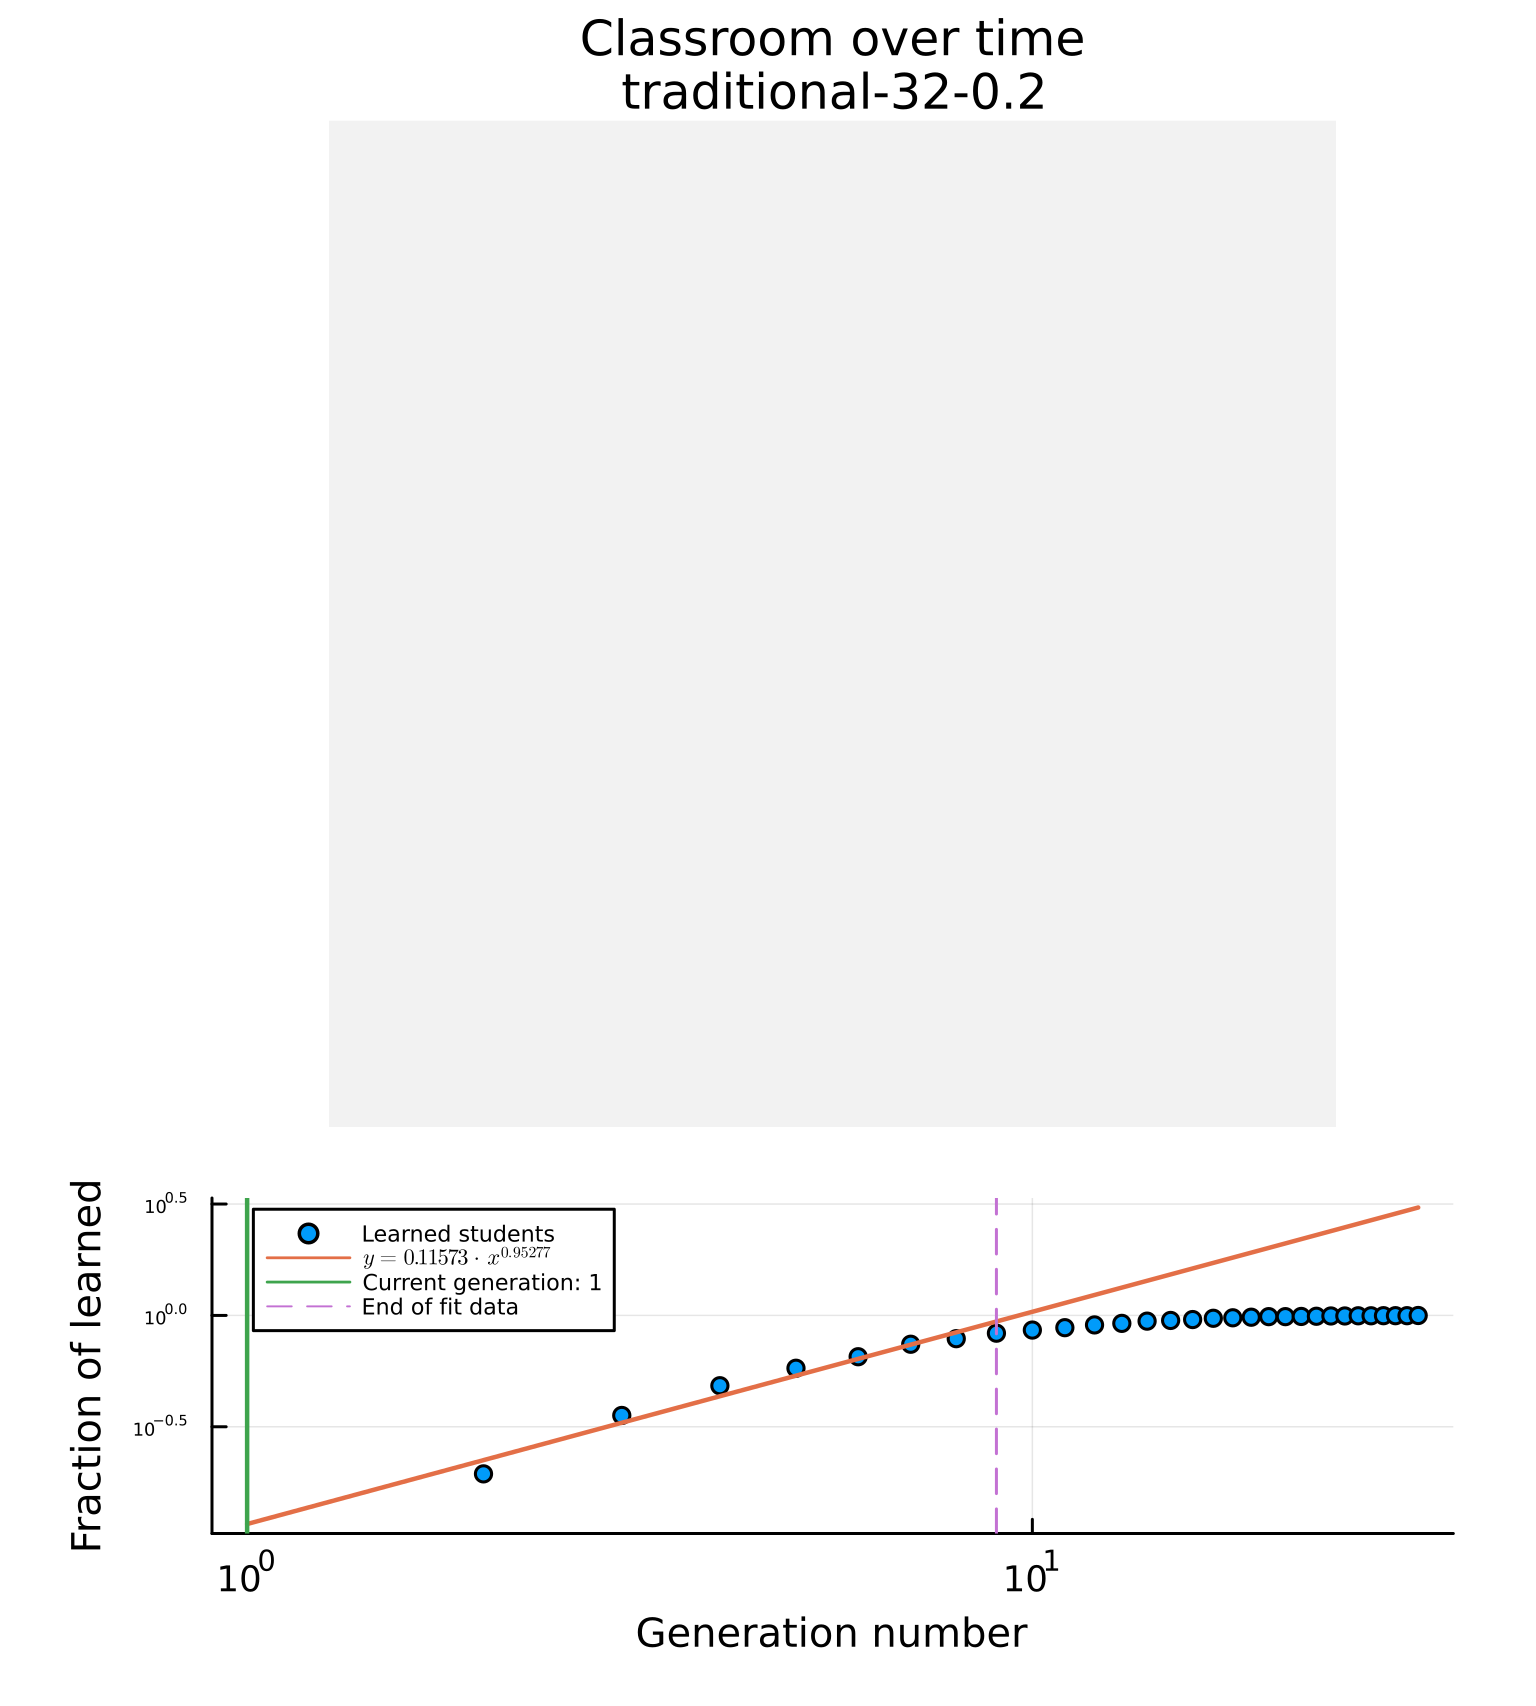 Classroom over time
traditional-32-0.2
Fraction of learned
10^0.5
10^0.0
10^−0.5
Learned students
y = 0.11573 · x^0.95277
Current generation: 1
End of fit data
10^0
10^1
Generation number